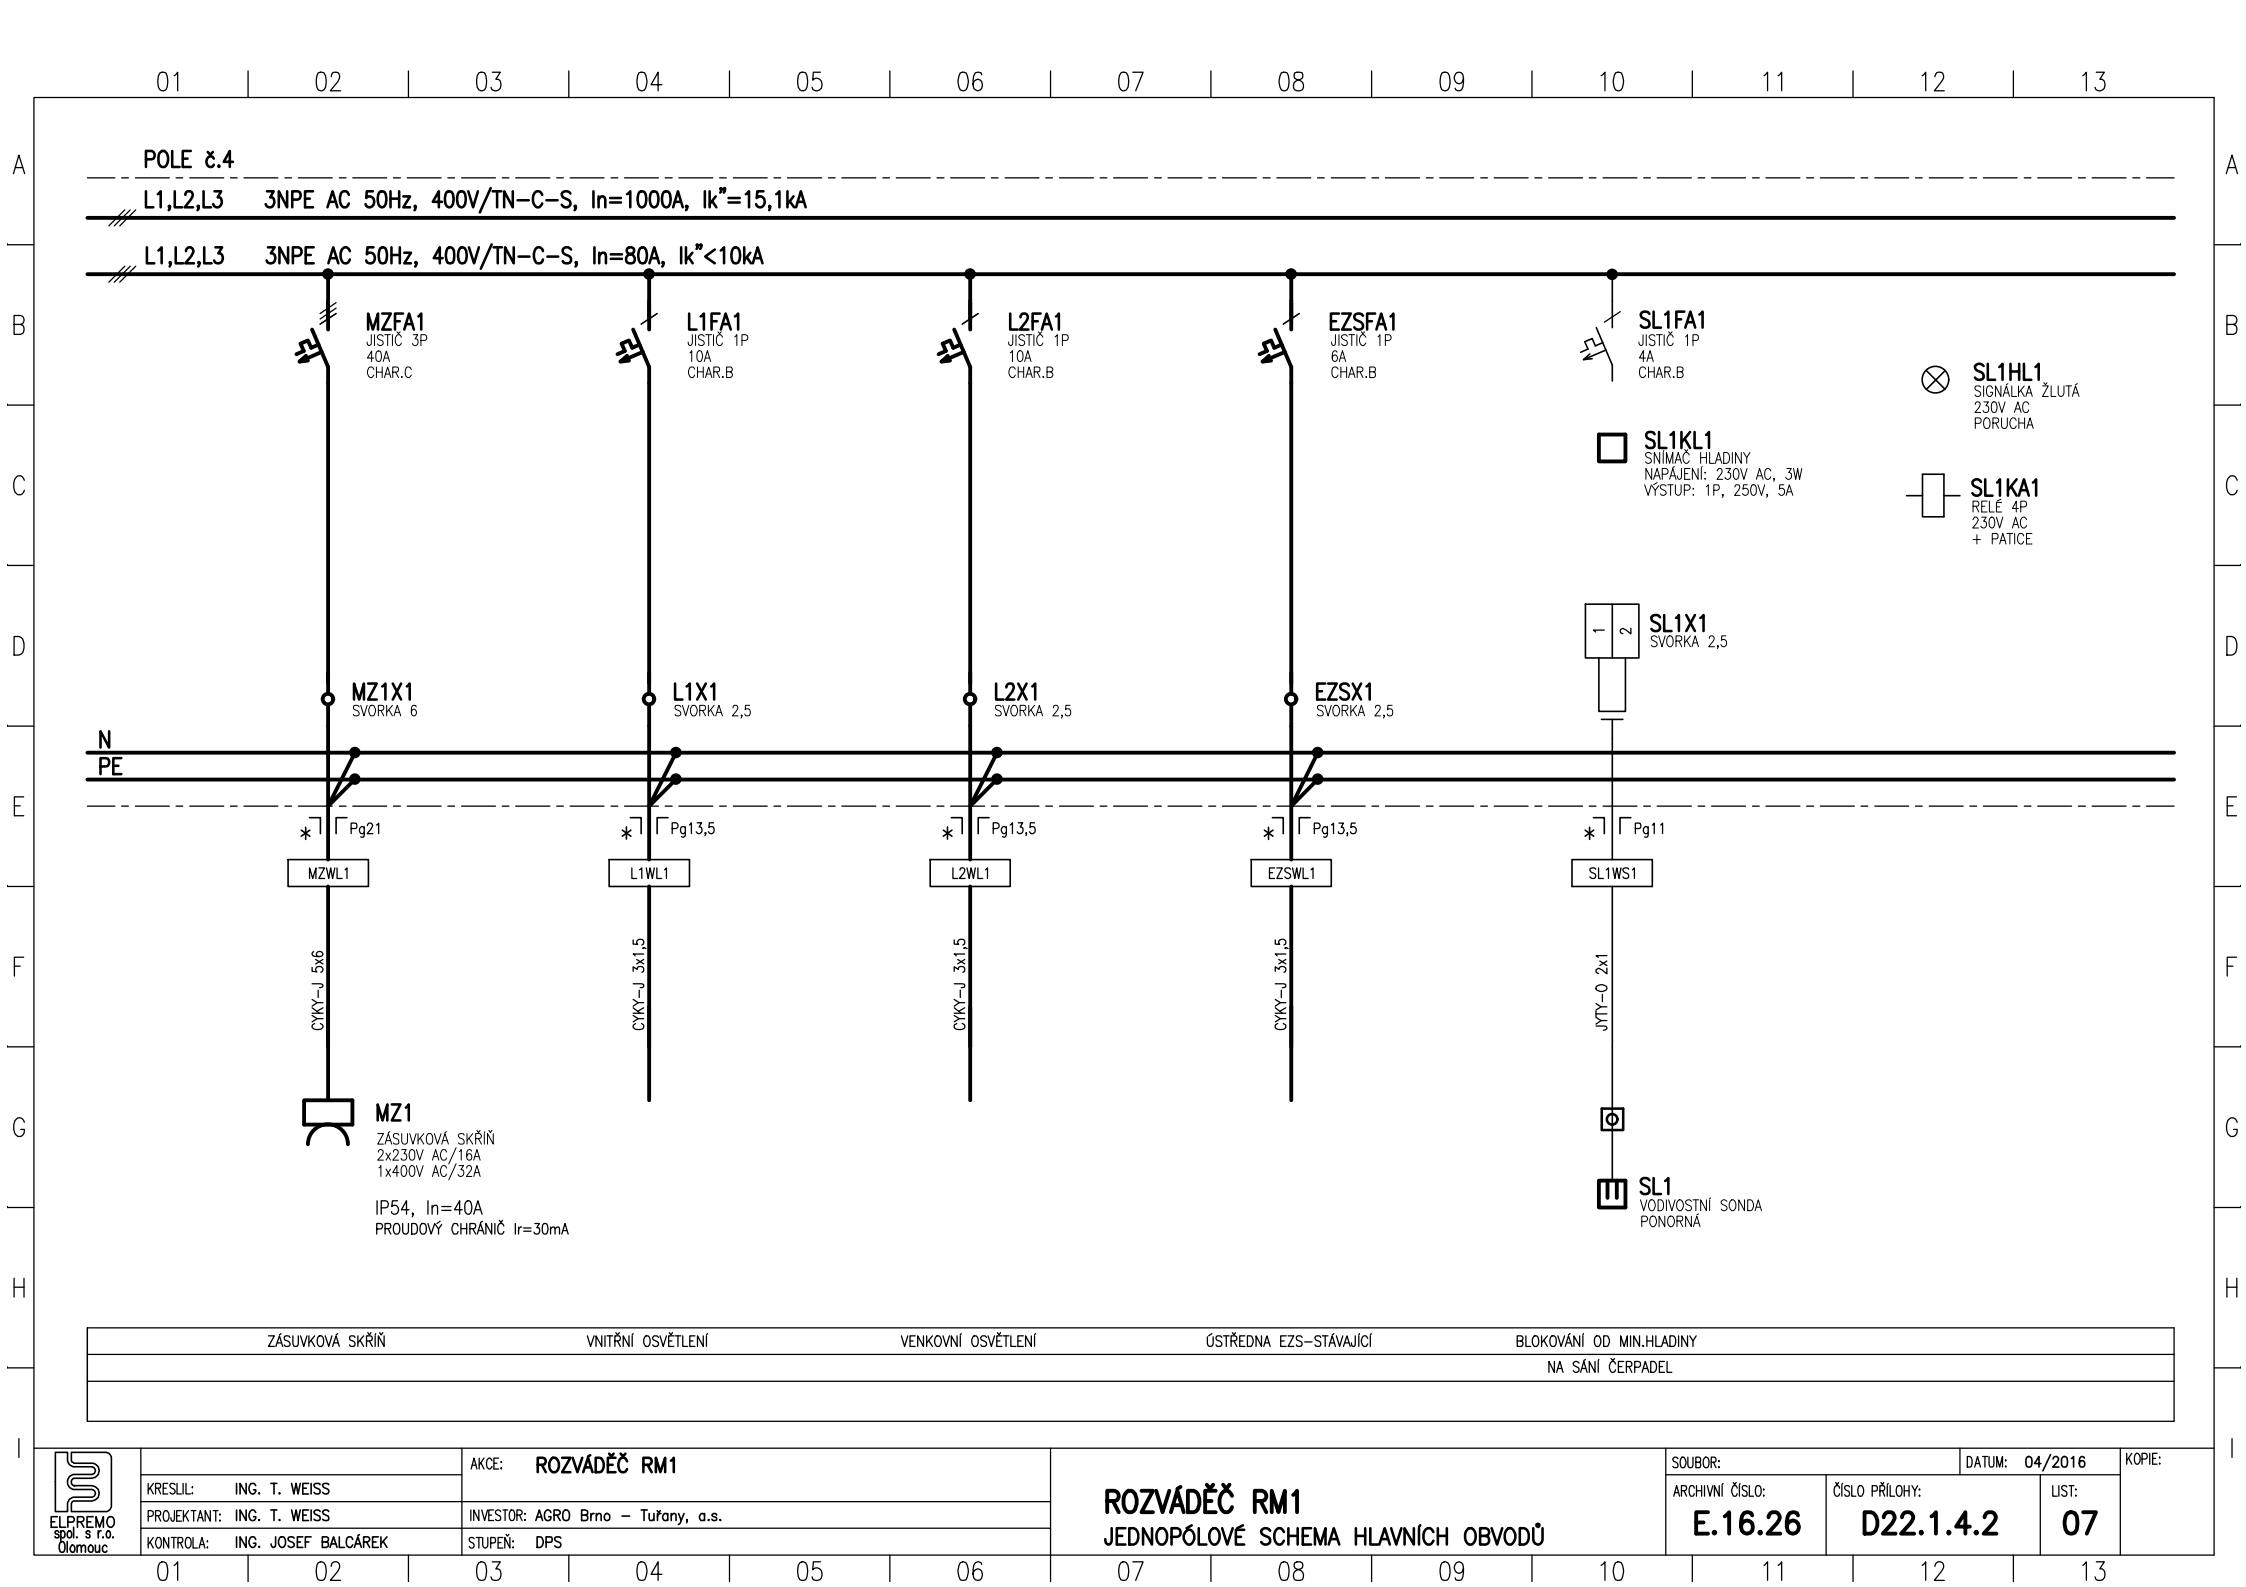 01 02 03 04 05 06 07 08 09 10 11 12 13
A A
POLE č.4
L1,L2,L3 3NPE AC 50Hz, 400V/TN-C-S, In=1000A, Ik"=15,1kA
L1,L2,L3 3NPE AC 50Hz, 400V/TN-C-S, In=80A, Ik"<10kA
B B
MZFA1
JISTIČ 3P
40A
CHAR.C
L1FA1
JISTIČ 1P
10A
CHAR.B
L2FA1
JISTIČ 1P
10A
CHAR.B
EZSFA1
JISTIČ 1P
6A
CHAR.B
SL1FA1
JISTIČ 1P
4A
CHAR.B
SL1HL1
SIGNÁLKA ŽLUTÁ
230V AC
PORUCHA
C C
SL1KL1
SNÍMAČ HLADINY
NAPÁJENÍ: 230V AC, 3W
VÝSTUP: 1P, 250V, 5A
SL1KA1
RELÉ 4P
230V AC
+ PATICE
D D
1 2
SL1X1
SVORKA 2,5
MZ1X1
SVORKA 6
L1X1
SVORKA 2,5
L2X1
SVORKA 2,5
EZSX1
SVORKA 2,5
N
PE
E E
* Pg21
* Pg13,5
* Pg13,5
* Pg13,5
* Pg11
MZWL1
L1WL1
L2WL1
EZSWL1
SL1WS1
F F
CYKY-J 5x6
CYKY-J 3x1,5
CYKY-J 3x1,5
CYKY-J 3x1,5
JYTY-O 2x1
G G
MZ1
ZÁSUVKOVÁ SKŘÍŇ
2x230V AC/16A
1x400V AC/32A
IP54, In=40A
PROUDOVÝ CHRÁNIČ Ir=30mA
SL1
VODIVOSTNÍ SONDA
PONORNÁ
H H
ZÁSUVKOVÁ SKŘÍŇ VNITŘNÍ OSVĚTLENÍ VENKOVNÍ OSVĚTLENÍ ÚSTŘEDNA EZS-STÁVAJÍCÍ BLOKOVÁNÍ OD MIN.HLADINY
NA SÁNÍ ČERPADEL
I I
ELPREMO
spol. s r.o.
Olomouc
KRESLIL: ING. T. WEISS
PROJEKTANT: ING. T. WEISS
KONTROLA: ING. JOSEF BALCÁREK
AKCE: ROZVÁDĚČ RM1
INVESTOR: AGRO Brno - Tuřany, a.s.
STUPEŇ: DPS
ROZVÁDĚČ RM1
JEDNOPÓLOVÉ SCHEMA HLAVNÍCH OBVODŮ
SOUBOR:
DATUM: 04/2016
KOPIE:
ARCHIVNÍ ČÍSLO:
E.16.26
ČÍSLO PŘÍLOHY:
D22.1.4.2
LIST:
07
01 02 03 04 05 06 07 08 09 10 11 12 13